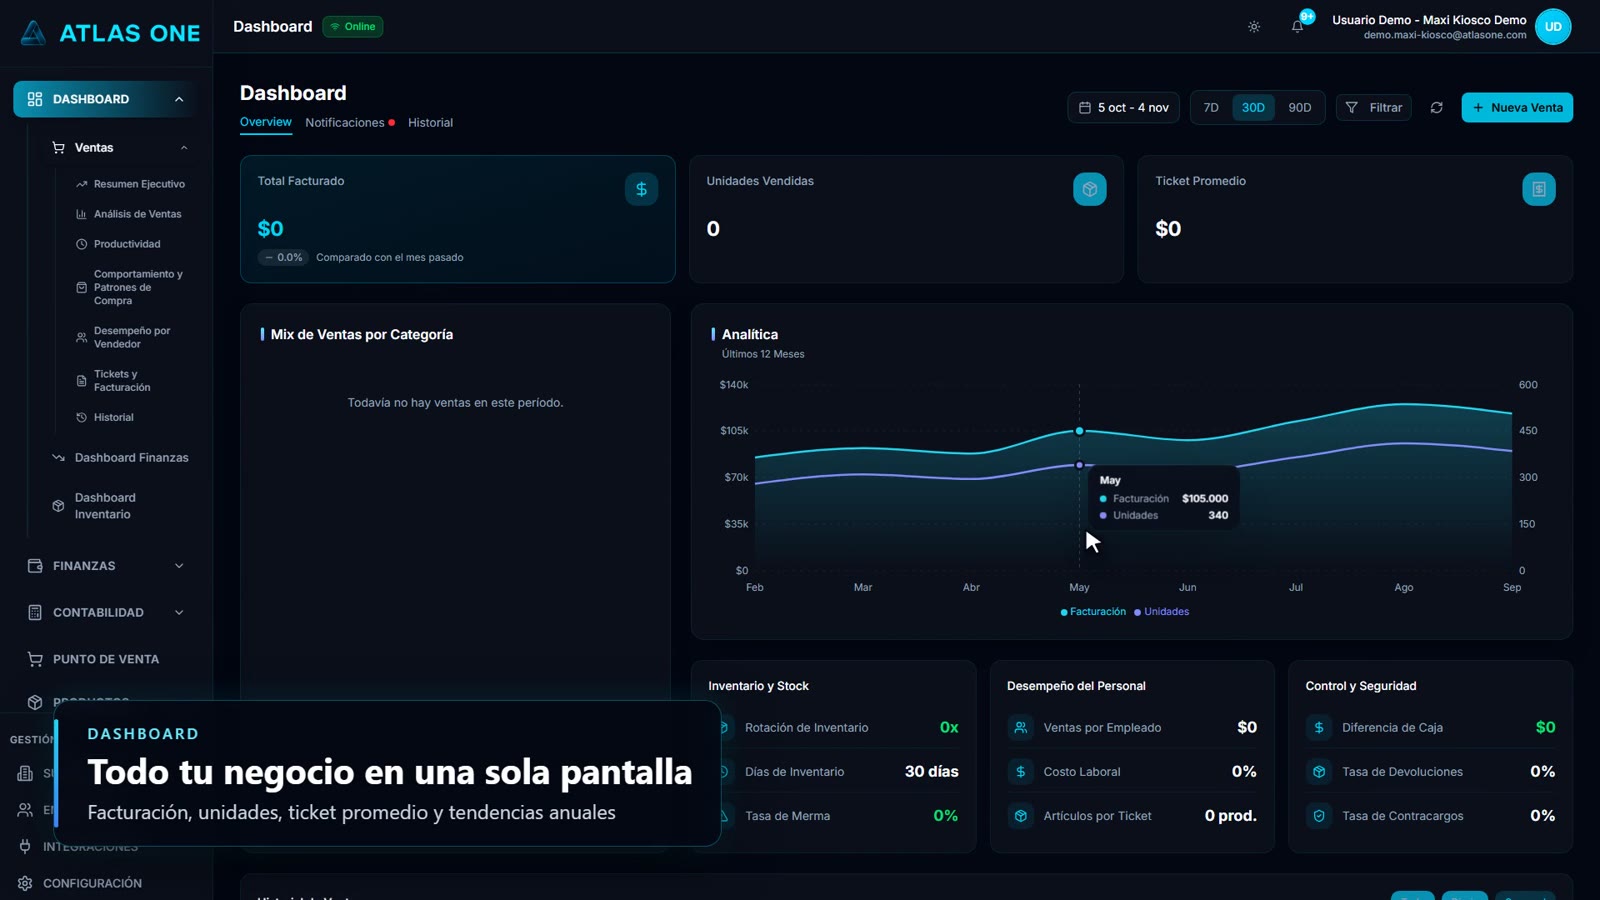 ATLAS ONE
Dashboard
Online
9+
Usuario Demo - Maxi Kiosco Demo
demo.maxi-kiosco@atlasone.com
UD
DASHBOARD
Ventas
Resumen Ejecutivo
Análisis de Ventas
Productividad
Comportamiento y
Patrones de
Compra
Desempeño por
Vendedor
Tickets y
Facturación
Historial
Dashboard Finanzas
Dashboard
Inventario
FINANZAS
CONTABILIDAD
PUNTO DE VENTA
PRODUCTOS
GESTIÓN
INTEGRACIONES
CONFIGURACIÓN
Dashboard
Overview
Notificaciones
Historial
5 oct - 4 nov
7D
30D
90D
Filtrar
+ Nueva Venta
Total Facturado
$0
− 0.0%
Comparado con el mes pasado
Unidades Vendidas
0
Ticket Promedio
$0
Mix de Ventas por Categoría
Todavía no hay ventas en este período.
Analítica
Últimos 12 Meses
$140k
$105k
$70k
$35k
$0
600
450
300
150
0
May
Facturación $105.000
Unidades 340
Feb Mar Abr May Jun Jul Ago Sep
Facturación Unidades
Inventario y Stock
Rotación de Inventario 0x
Días de Inventario 30 días
Tasa de Merma 0%
Desempeño del Personal
Ventas por Empleado $0
Costo Laboral 0%
Artículos por Ticket 0 prod.
Control y Seguridad
Diferencia de Caja $0
Tasa de Devoluciones 0%
Tasa de Contracargos 0%
DASHBOARD
Todo tu negocio en una sola pantalla
Facturación, unidades, ticket promedio y tendencias anuales